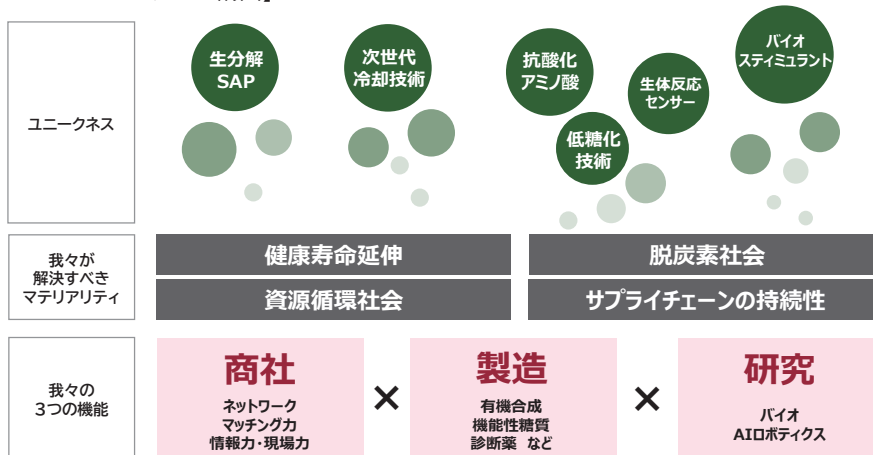 ユニークネス
生分解
SAP
次世代
冷却技術
抗酸化
アミノ酸
生体反応
センサー
低糖化
技術
バイオ
スティミュラント
我々が
解決すべき
マテリアリティ
健康寿命延伸
脱炭素社会
資源循環社会
サプライチェーンの持続性
我々の
3つの機能
商社
ネットワーク
マッチング力
情報力・現場力
×
製造
有機合成
機能性糖質
診断薬 など
×
研究
バイオ
AIロボティクス